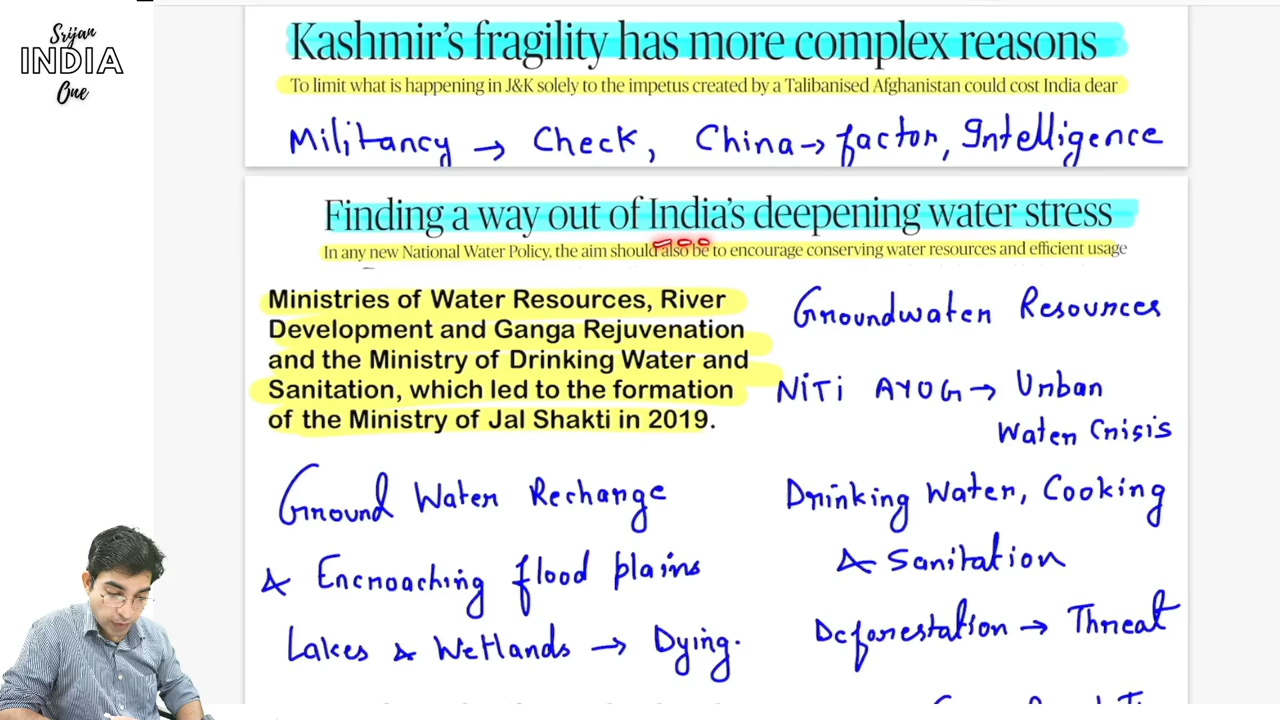 Srijan
INDIA
One
Kashmir's fragility has more complex reasons
To limit what is happening in J&K solely to the impetus created by a Talibanised Afghanistan could cost India dear
Militancy → Check, China → factor, Intelligence
Finding a way out of India's deepening water stress
In any new National Water Policy, the aim should also be to encourage conserving water resources and efficient usage
Ministries of Water Resources, River
Development and Ganga Rejuvenation
and the Ministry of Drinking Water and
Sanitation, which led to the formation
of the Ministry of Jal Shakti in 2019.
Groundwater Resources
NITI AYOG → Urban
Water Crisis
Ground Water Recharge
& Encroaching flood plains
Lakes & Wetlands → Dying.
Drinking Water, Cooking
& Sanitation
Deforestation → Threat